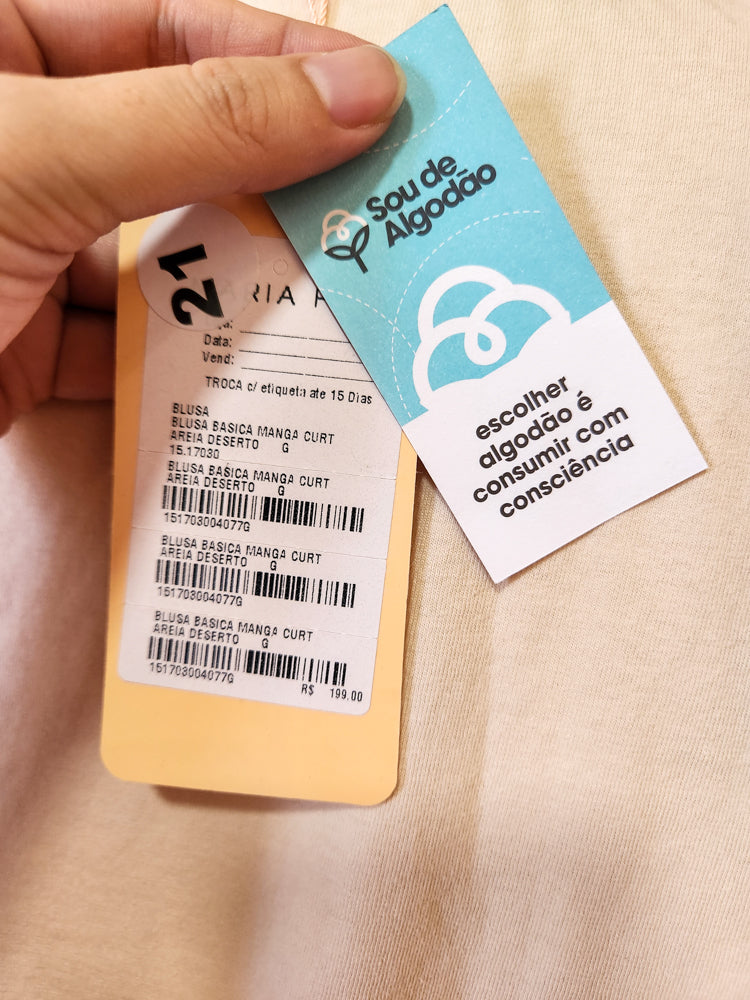 Sou de
Algodão
escolher
algodão é
consumir com
consciência
21
RIA
Data:
Vend:
TROCA c/ etiqueta ate 15 Dias
BLUSA
BLUSA BASICA MANGA CURT
AREIA DESERTO G
15.17030
BLUSA BASICA MANGA CURT
AREIA DESERTO G
151703004077G
BLUSA BASICA MANGA CURT
AREIA DESERTO G
151703004077G
BLUSA BASICA MANGA CURT
AREIA DESERTO G
151703004077G
R$ 199,00